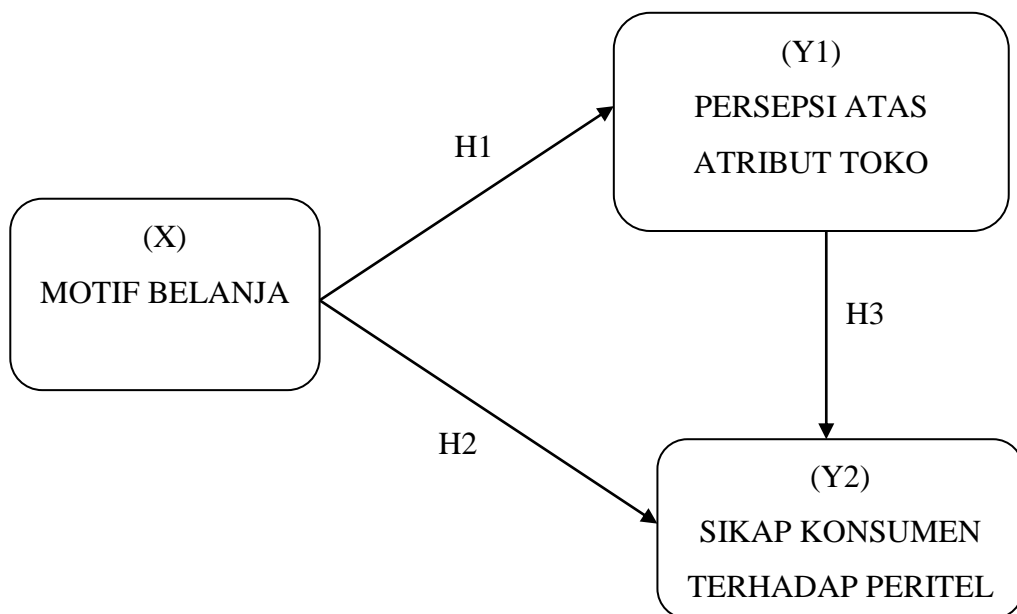 (Y1)
PERSEPSI ATAS
ATRIBUT TOKO
H1
(X)
MOTIF BELANJA
H3
H2
(Y2)
SIKAP KONSUMEN
TERHADAP PERITEL